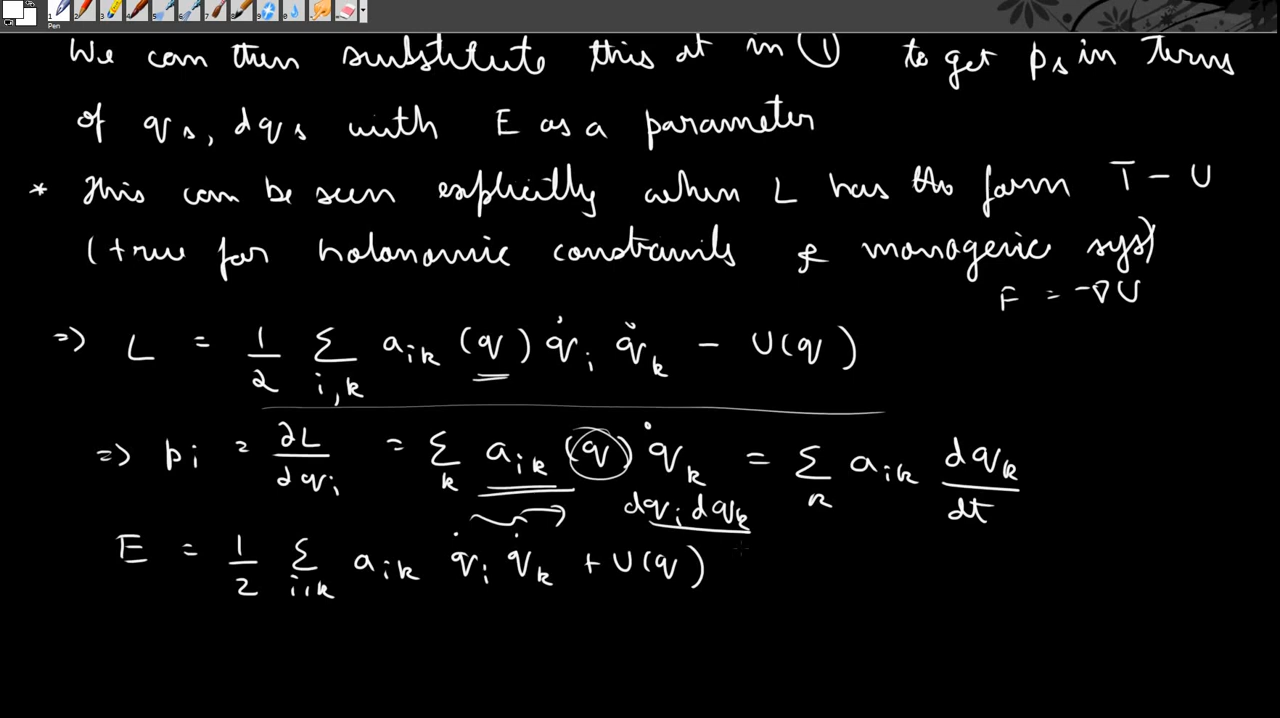 Pen
We can then substitute this dt in ① to get ps in terms
of qs, dqs with E as a parameter
* This can be seen explicitly when L has the form T - U
(true for holonomic constraints & monogenic sys)
F = -∇U
=> L = 1/2 Σ_{i,k} a_{ik} (q) q̇_i q̇_k - U(q)
=> p_i = ∂L/∂q_i = Σ_k a_{ik} (q) q̇_k = Σ_k a_{ik} dq_k/dt
dq_i dq_k
E = 1/2 Σ_{i,k} a_{ik} q̇_i q̇_k + U(q)